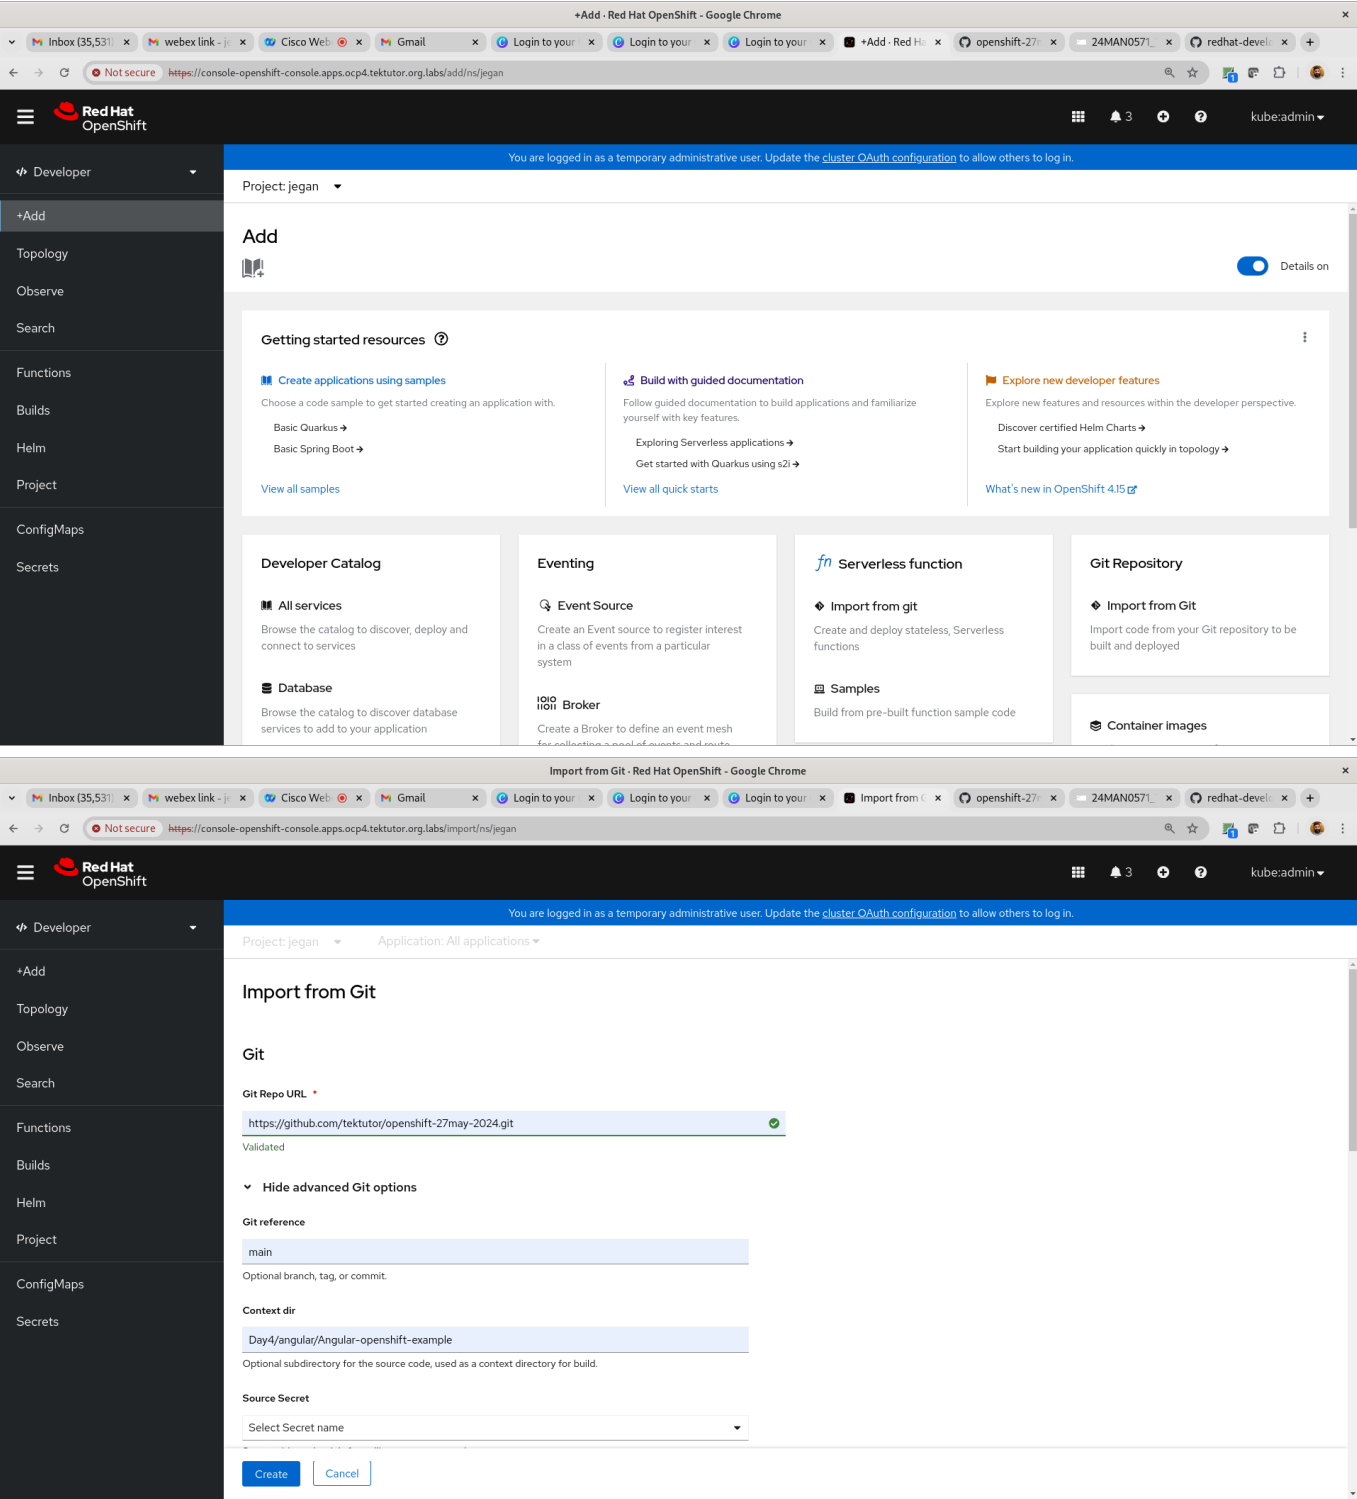 +Add · Red Hat OpenShift - Google Chrome
Inbox (35,531
webex link - j
Cisco Web
Gmail
Login to your
Login to your
Login to your
+Add · Red H
openshift-27
24MAN0571_
redhat-devel
Not secure https://console-openshift-console.apps.ocp4.tektutor.org.labs/add/ns/jegan
Red Hat
OpenShift
3
kube:admin
You are logged in as a temporary administrative user. Update the cluster OAuth configuration to allow others to log in.
Developer
Project: jegan
+Add
Topology
Observe
Search
Functions
Builds
Helm
Project
ConfigMaps
Secrets
Add
Details on
Getting started resources
Create applications using samples
Choose a code sample to get started creating an application with.
Basic Quarkus →
Basic Spring Boot →
View all samples
Build with guided documentation
Follow guided documentation to build applications and familiarize
yourself with key features.
Exploring Serverless applications →
Get started with Quarkus using s2i →
View all quick starts
Explore new developer features
Explore new features and resources within the developer perspective.
Discover certified Helm Charts →
Start building your application quickly in topology →
What's new in OpenShift 4.15
Developer Catalog
All services
Browse the catalog to discover, deploy and
connect to services
Database
Browse the catalog to discover database
services to add to your application
Eventing
Event Source
Create an Event source to register interest
in a class of events from a particular
system
Broker
Create a Broker to define an event mesh
for collecting a pool of events and route
fn Serverless function
Import from git
Create and deploy stateless, Serverless
functions
Samples
Build from pre-built function sample code
Git Repository
Import from Git
Import code from your Git repository to be
built and deployed
Container images
Import from Git · Red Hat OpenShift - Google Chrome
Inbox (35,531
webex link - j
Cisco Web
Gmail
Login to your
Login to your
Login to your
Import from
openshift-27
24MAN0571_
redhat-devel
Not secure https://console-openshift-console.apps.ocp4.tektutor.org.labs/import/ns/jegan
Red Hat
OpenShift
3
kube:admin
You are logged in as a temporary administrative user. Update the cluster OAuth configuration to allow others to log in.
Developer
Project: jegan
Application: All applications
+Add
Topology
Observe
Search
Functions
Builds
Helm
Project
ConfigMaps
Secrets
Import from Git
Git
Git Repo URL *
https://github.com/tektutor/openshift-27may-2024.git
Validated
Hide advanced Git options
Git reference
main
Optional branch, tag, or commit.
Context dir
Day4/angular/Angular-openshift-example
Optional subdirectory for the source code, used as a context directory for build.
Source Secret
Select Secret name
Create
Cancel